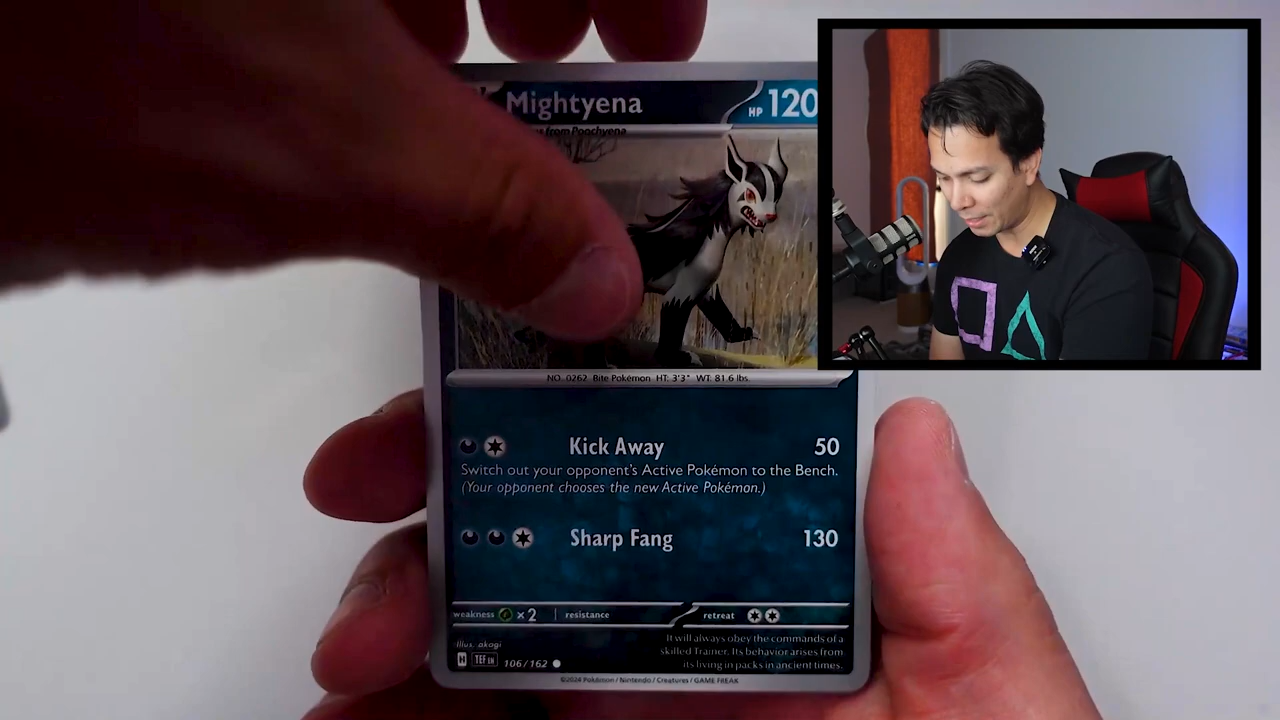 Mightyena
HP 120
from Poochyena
NO. 0262 Bite Pokémon HT: 3'3" WT: 81.6 lbs.
Kick Away 50
Switch out your opponent's Active Pokémon to the Bench.
(Your opponent chooses the new Active Pokémon.)
Sharp Fang 130
weakness ×2 resistance retreat
Illus. akagi
It will always obey the commands of a
skilled Trainer. Its behavior arises from
its living in packs in ancient times.
H TEF EN 106/162
©2024 Pokémon / Nintendo / Creatures / GAME FREAK